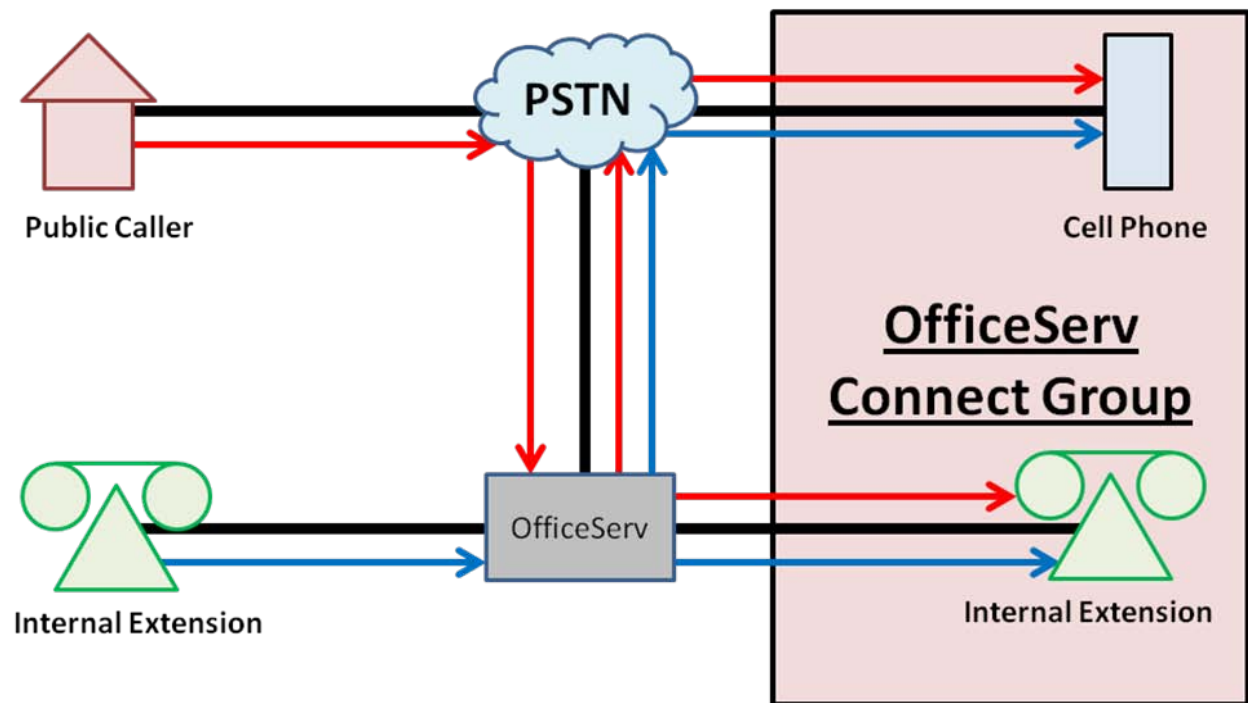 PSTN
Public Caller
Cell Phone
OfficeServ
Connect Group
OfficeServ
Internal Extension
Internal Extension